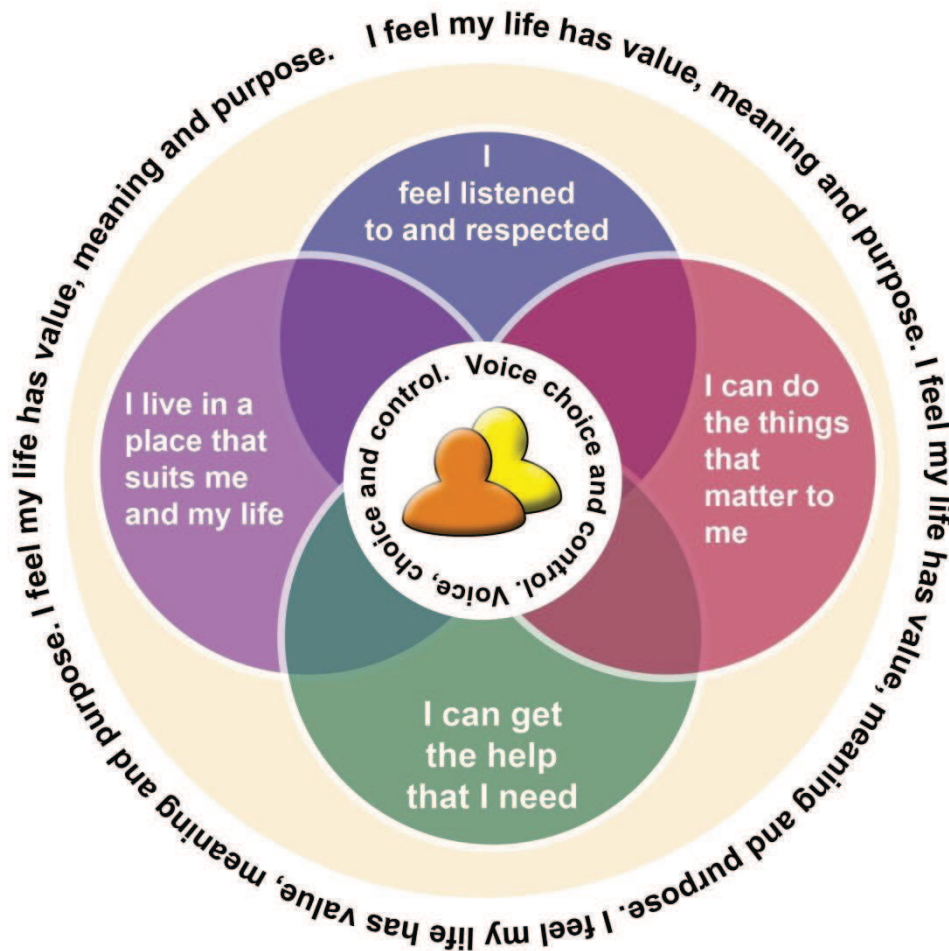 I feel my life has value, meaning and purpose.
I feel my life has value, meaning and purpose.
I feel my life has value, meaning and purpose.
I feel my life has value, meaning and purpose.
I
feel listened
to and respected
I live in a
place that
suits me
and my life
Voice choice and control.
Voice, choice and control.
I can do
the things
that
matter to
me
I can get
the help
that I need